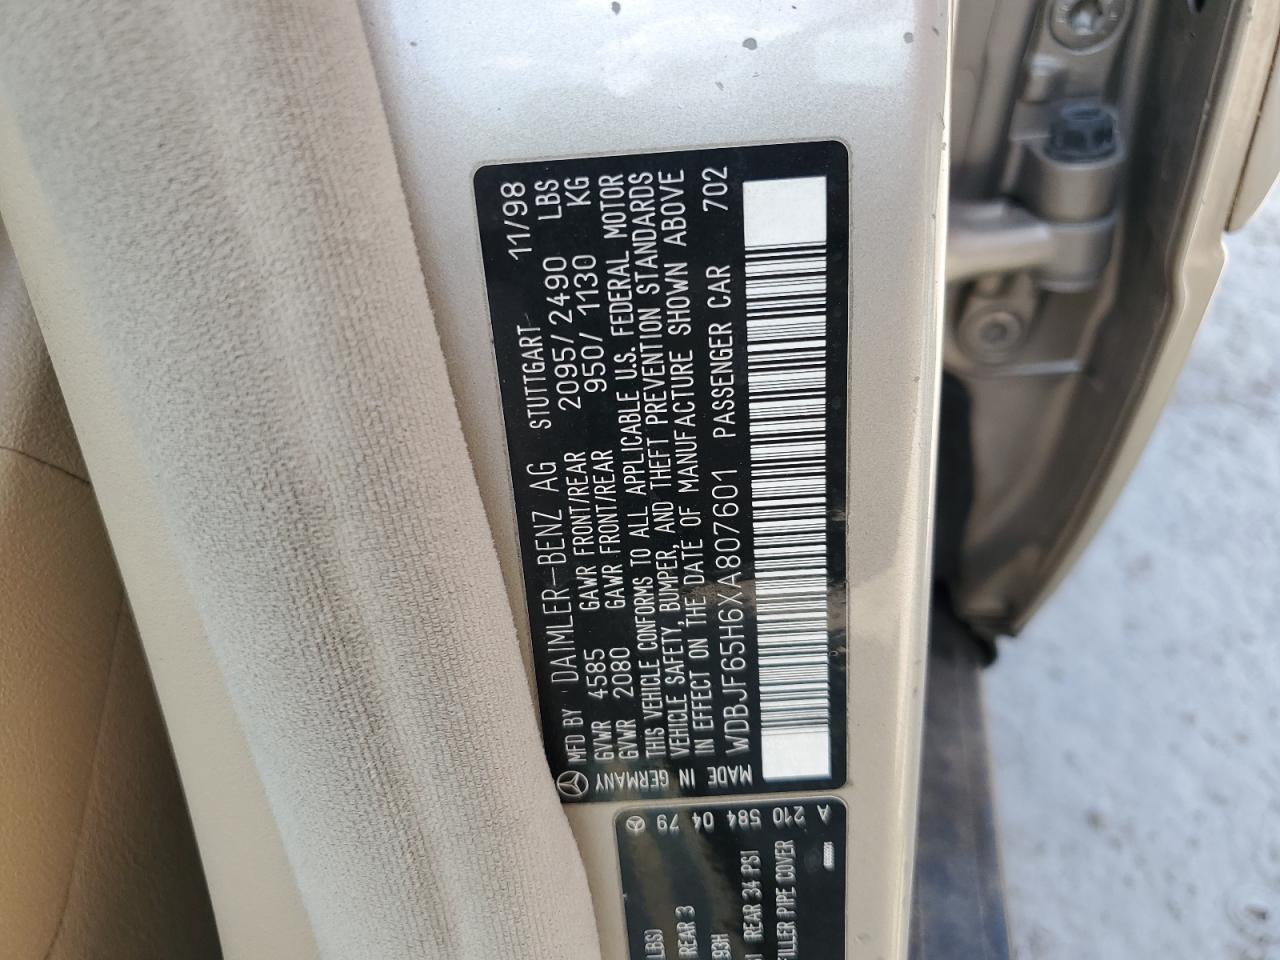 MFD BY DAIMLER-BENZ AG STUTTGART 11/98
GVWR 4585 GAWR FRONT/REAR 2095/2490 LBS
GVWR 2080 GAWR FRONT/REAR 950/1130 KG
THIS VEHICLE CONFORMS TO ALL APPLICABLE U.S. FEDERAL MOTOR
VEHICLE SAFETY, BUMPER, AND THEFT PREVENTION STANDARDS
IN EFFECT ON THE DATE OF MANUFACTURE SHOWN ABOVE
WDBJF65H6XA807601 PASSENGER CAR 702
MADE IN GERMANY
A 210 584 04 79
LBS)
REAR 3
93H
REAR 34 PSI
FILLER PIPE COVER